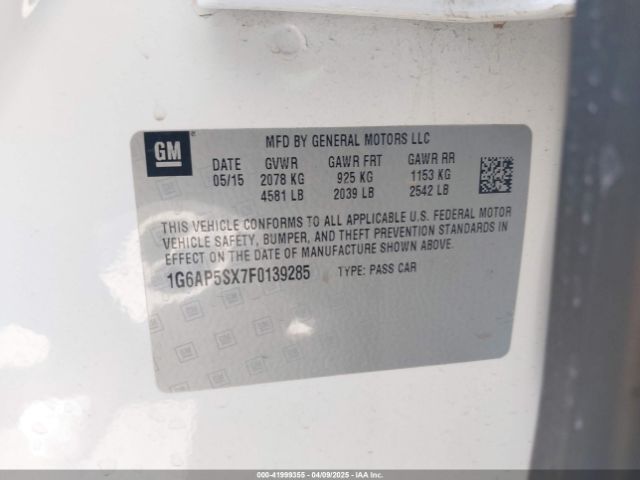 GM
MFD BY GENERAL MOTORS LLC
DATE GVWR GAWR FRT GAWR RR
05/15 2078 KG 925 KG 1153 KG
4581 LB 2039 LB 2542 LB
THIS VEHICLE CONFORMS TO ALL APPLICABLE U.S. FEDERAL MOTOR
VEHICLE SAFETY, BUMPER, AND THEFT PREVENTION STANDARDS IN
EFFECT ON THE DATE OF MANUFACTURE SHOWN ABOVE.
1G6AP5SX7F0139285 TYPE: PASS CAR
000-41999355 - 04/09/2025 - IAAI.COM